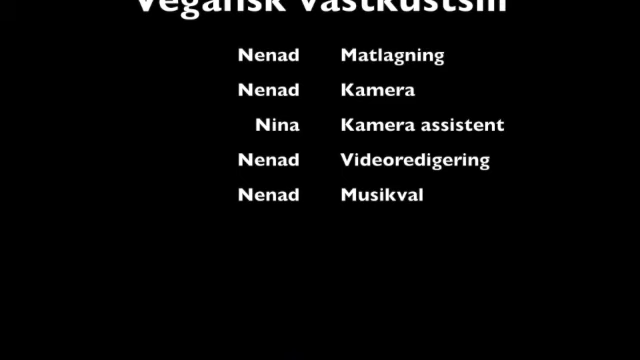 Vegansk Västkustsill
Nenad Matlagning
Nenad Kamera
Nina Kamera assistent
Nenad Videoredigering
Nenad Musikval